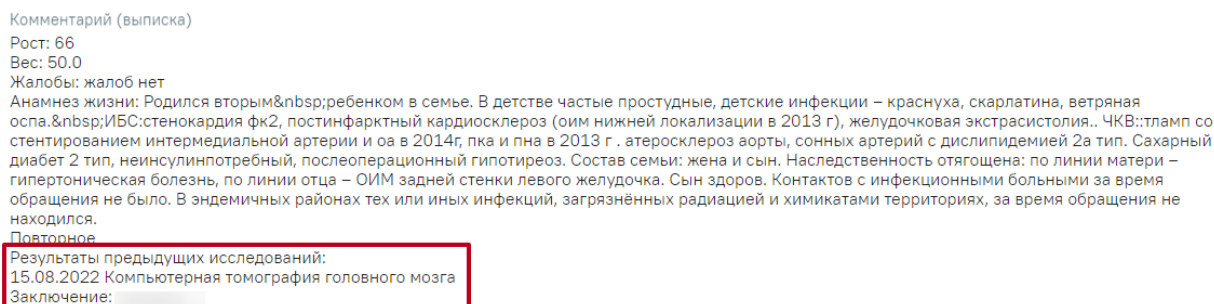 Комментарий (выписка)
Рост: 66
Вес: 50.0
Жалобы: жалоб нет
Анамнез жизни: Родился вторым&nbsp;ребенком в семье. В детстве частые простудные, детские инфекции – краснуха, скарлатина, ветряная
оспа.&nbsp;ИБС:стенокардия фк2, постинфарктный кардиосклероз (оим нижней локализации в 2013 г), желудочковая экстрасистолия.. ЧКВ::тламп со
стентированием интермедиальной артерии и оа в 2014г, пка и пна в 2013 г . атеросклероз аорты, сонных артерий с дислипидемией 2а тип. Сахарный
диабет 2 тип, неинсулинпотребный, послеоперационный гипотиреоз. Состав семьи: жена и сын. Наследственность отягощена: по линии матери –
гипертоническая болезнь, по линии отца – ОИМ задней стенки левого желудочка. Сын здоров. Контактов с инфекционными больными за время
обращения не было. В эндемичных районах тех или иных инфекций, загрязнённых радиацией и химикатами территориях, за время обращения не
находился.
Повторное
Результаты предыдущих исследований:
15.08.2022 Компьютерная томография головного мозга
Заключение: